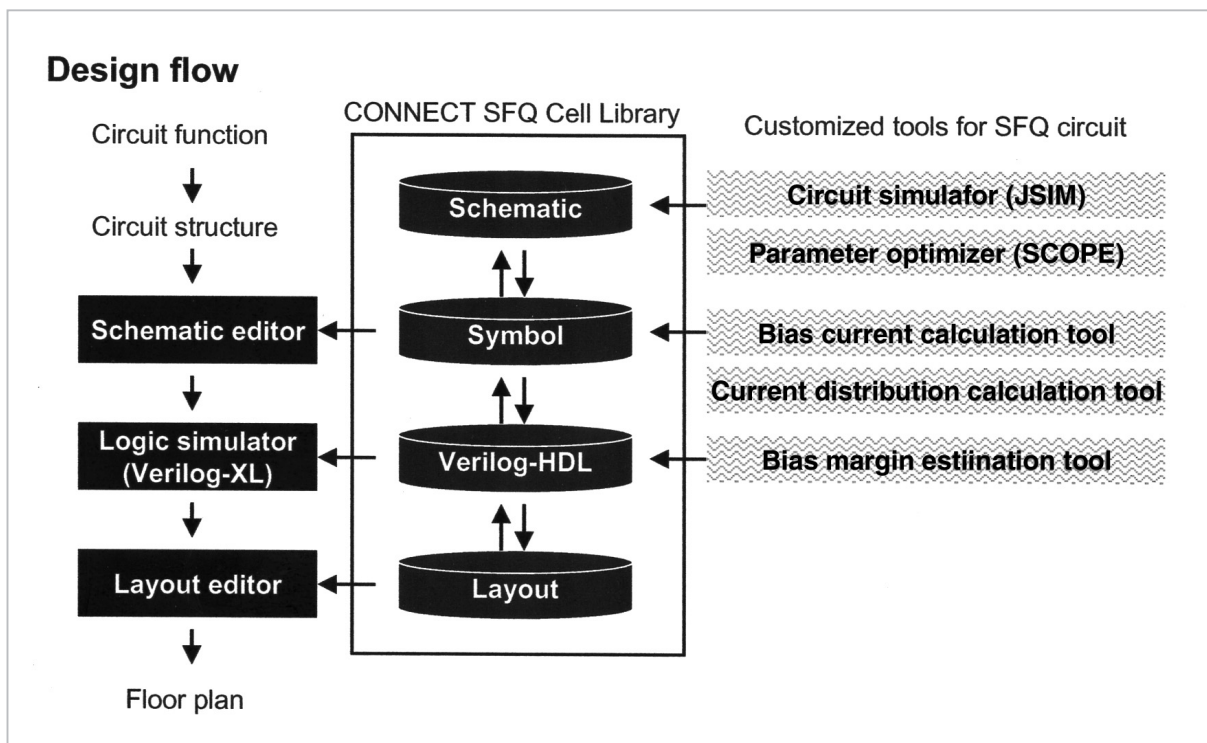 Design flow
Circuit function
Circuit structure
Schematic editor
Logic simulator
(Verilog-XL)
Layout editor
Floor plan
CONNECT SFQ Cell Library
Schematic
Symbol
Verilog-HDL
Layout
Customized tools for SFQ circuit
Circuit simulafor (JSIM)
Parameter optimizer (SCOPE)
Bias current calculation tool
Current distribution calculation tool
Bias margin estiination tool